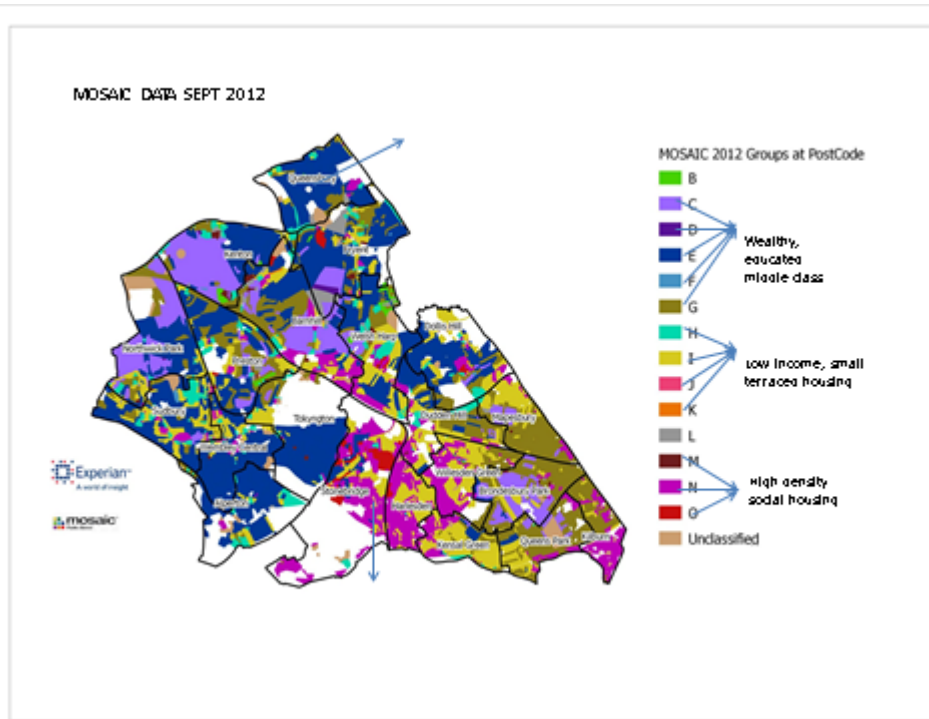 MOSAIC DATA SEPT 2012
MOSAIC 2012 Groups at PostCode
B
C
D
E
F
G
H
I
J
K
L
M
N
O
Unclassified
Wealthy,
educated
middle class
Low income, small
terraced housing
High density
social housing
Queensbury
Kenton
Fryent
Barnhill
Welsh Harp
Dollis Hill
Northwick Park
Preston
Sudbury
Tokyngton
Dudden Hill
Mapesbury
Wembley Central
Willesden Green
Brondesbury Park
Alperton
Stonebridge
Harlesden
Kensal Green
Queens Park
Kilburn
Experian
A world of insight
mosaic